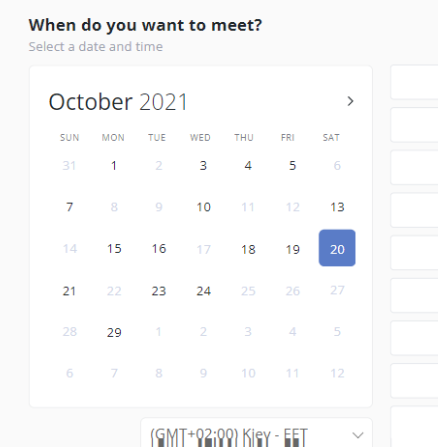 When do you want to meet?
Select a date and time
October 2021
SUN MON TUE WED THU FRI SAT
31 1 2 3 4 5 6
7 8 9 10 11 12 13
14 15 16 17 18 19 20
21 22 23 24 25 26 27
28 29 1 2 3 4 5
6 7 8 9 10 11 12
(GMT+02:00) Kiev - EET